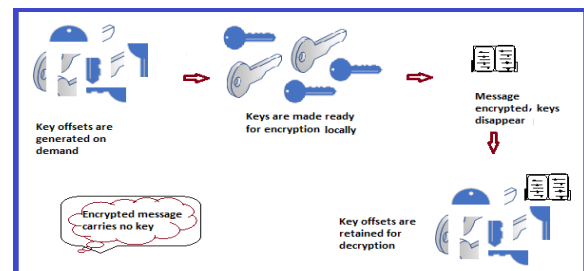 Key offsets are
generated on
demand
Keys are made ready
for encryption locally
Message
encrypted, keys
disappear
Key offsets are
retained for
decryption
Encrypted message
carries no key